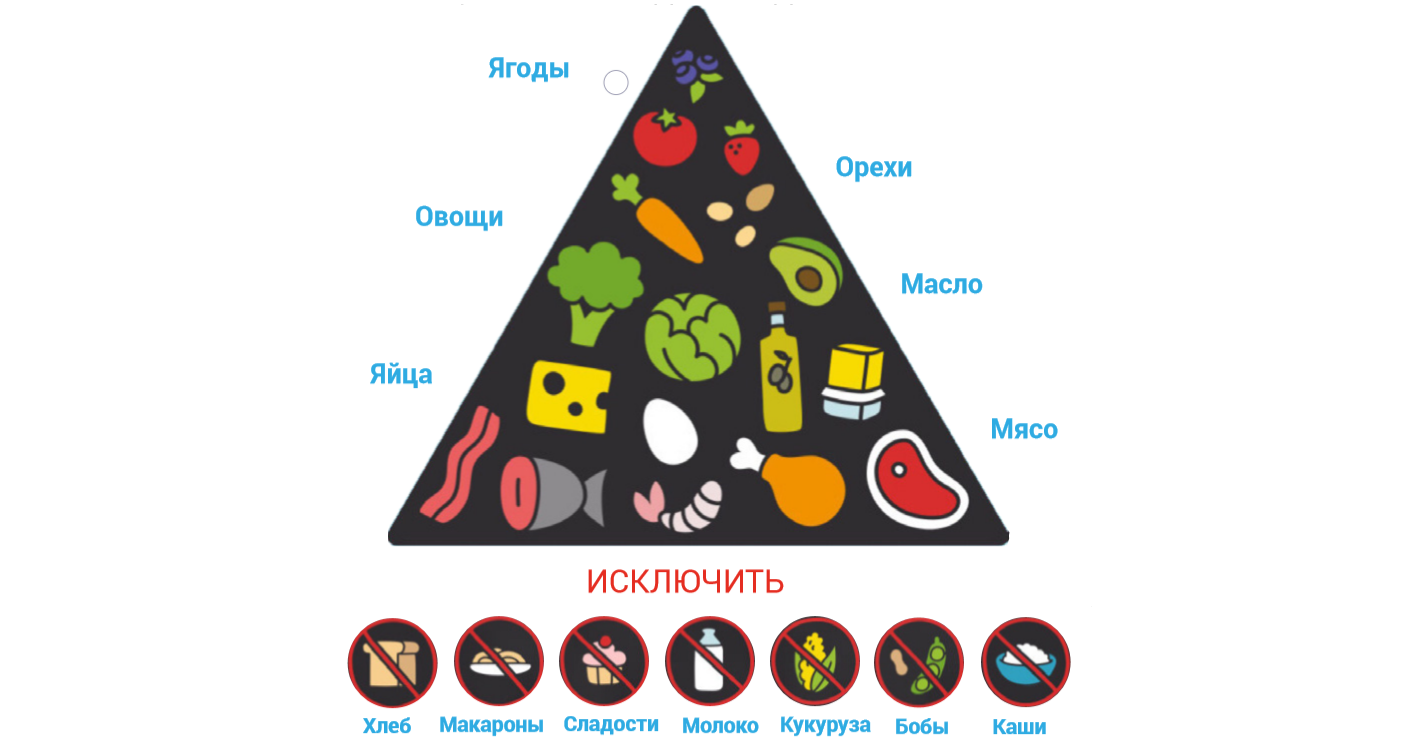 Ягоды
Орехи
Овощи
Масло
Яйца
Мясо
ИСКЛЮЧИТЬ
Хлеб
Макароны
Сладости
Молоко
Кукуруза
Бобы
Каши